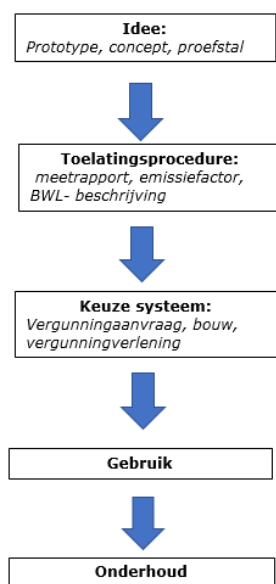 Idee:
Prototype, concept, proefstal
Toelatingsprocedure:
meetrapport, emissiefactor,
BWL- beschrijving
Keuze systeem:
Vergunningaanvraag, bouw,
vergunningverlening
Gebruik
Onderhoud